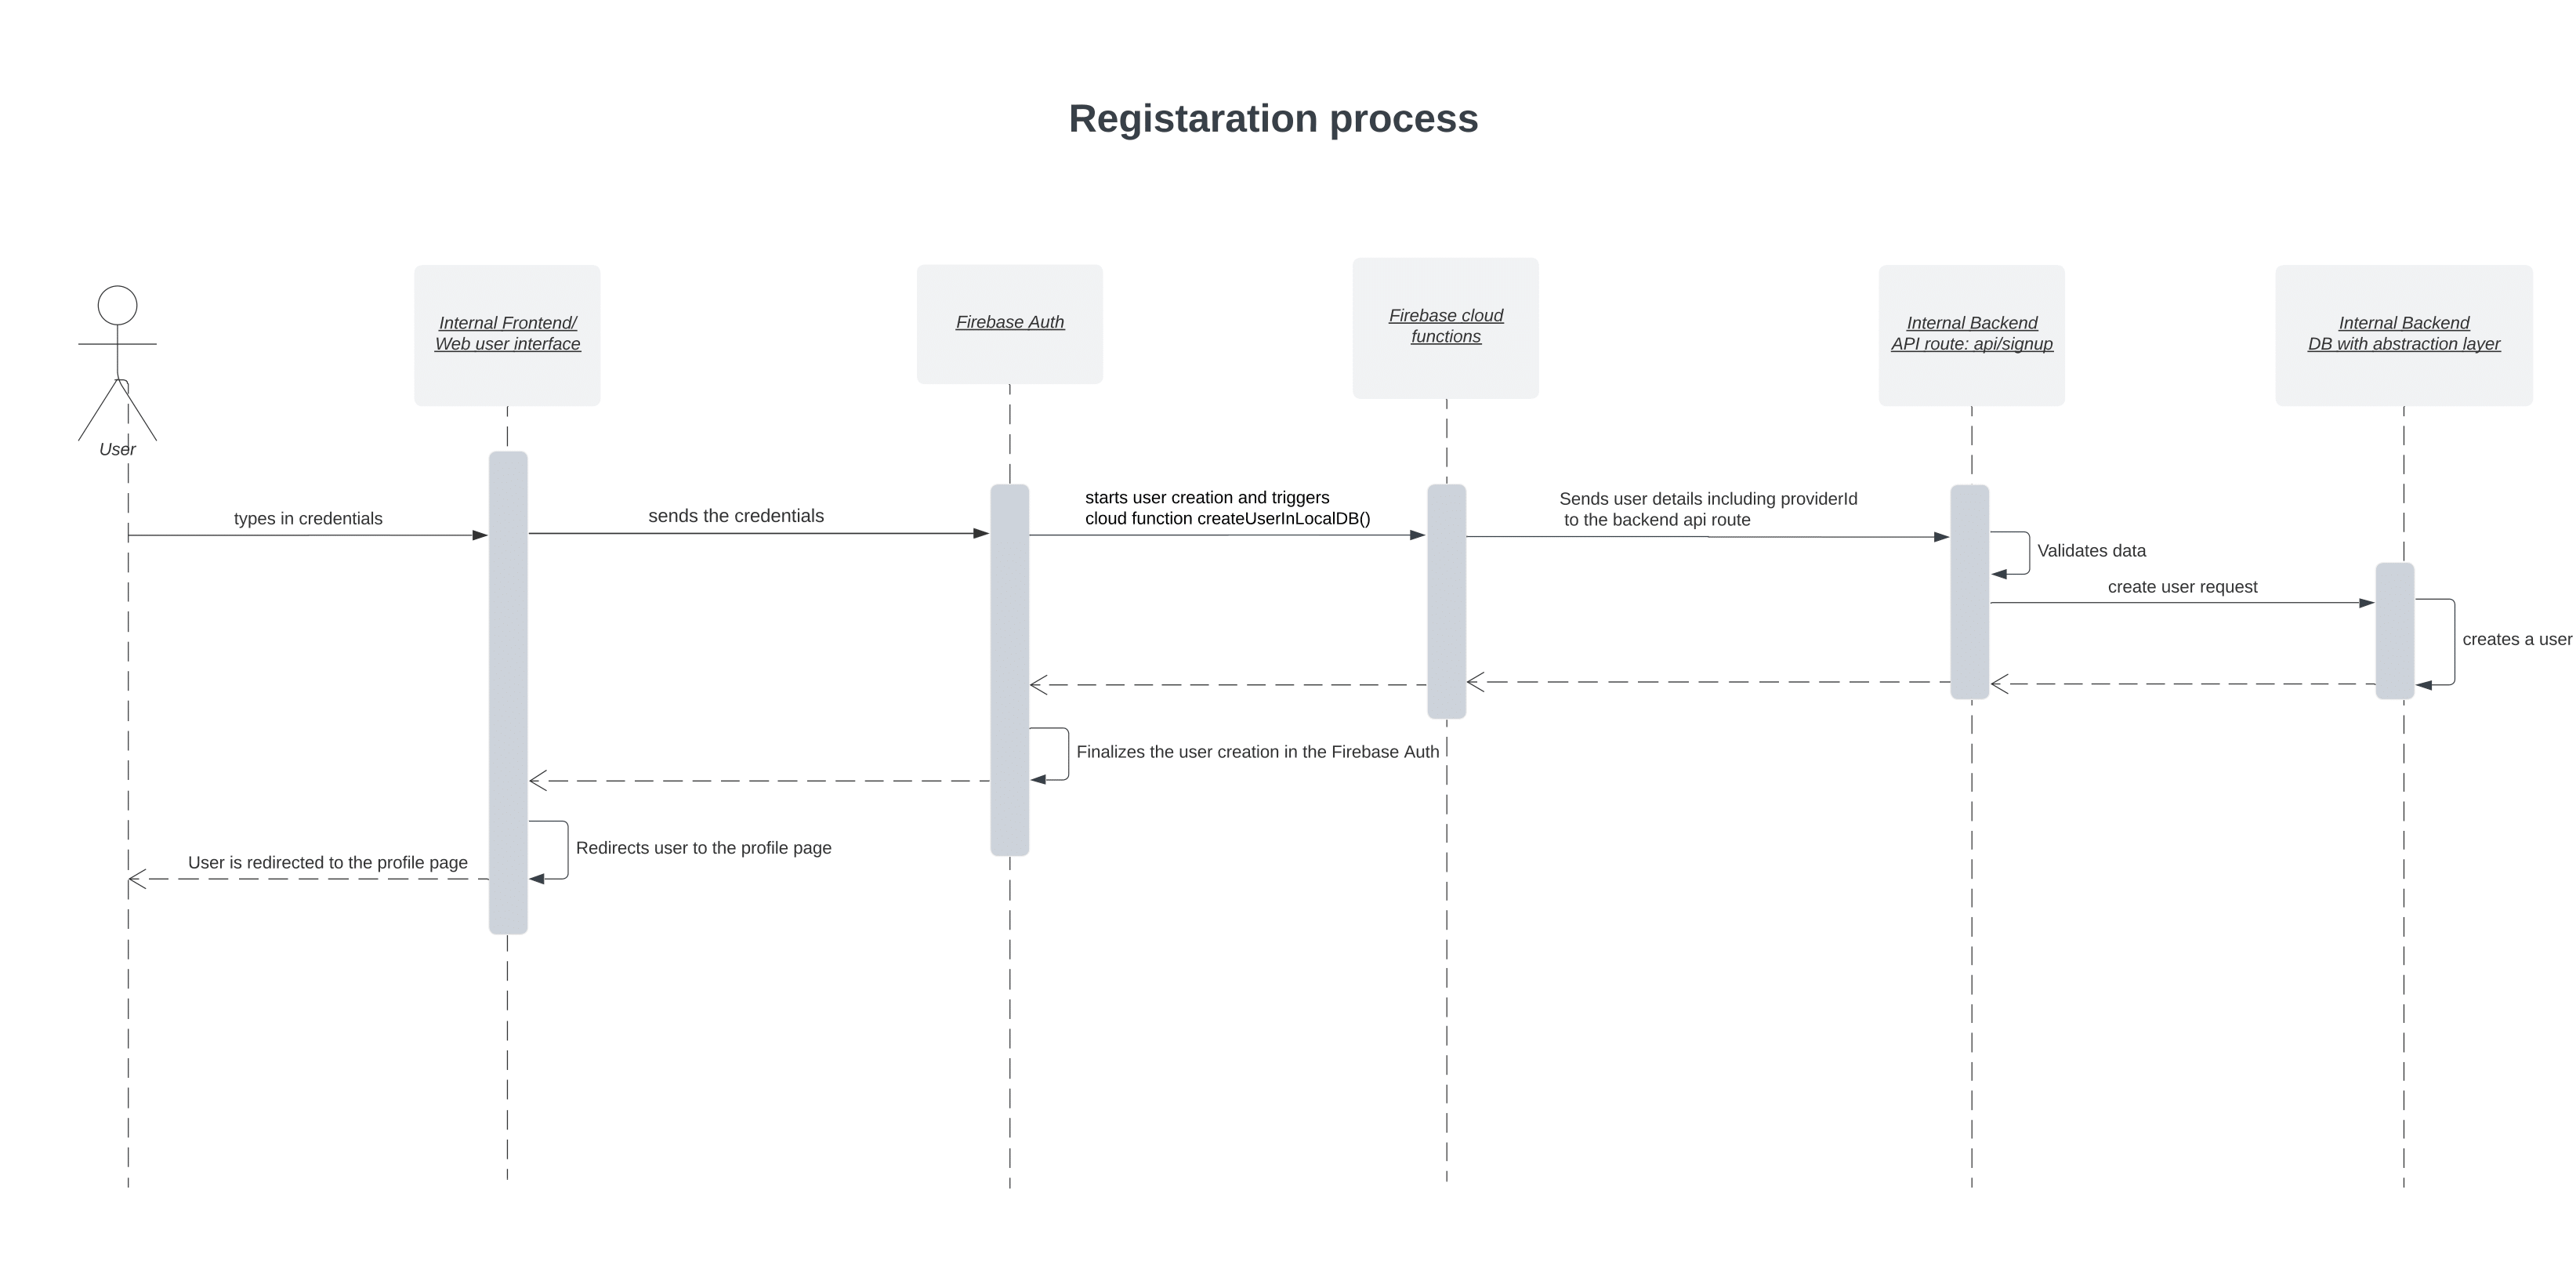 Registaration process
User
Internal Frontend/
Web user interface
Firebase Auth
Firebase cloud
functions
Internal Backend
API route: api/signup
Internal Backend
DB with abstraction layer
types in credentials
sends the credentials
starts user creation and triggers
cloud function createUserInLocalDB()
Sends user details including providerId
to the backend api route
Validates data
create user request
creates a user
Finalizes the user creation in the Firebase Auth
Redirects user to the profile page
User is redirected to the profile page